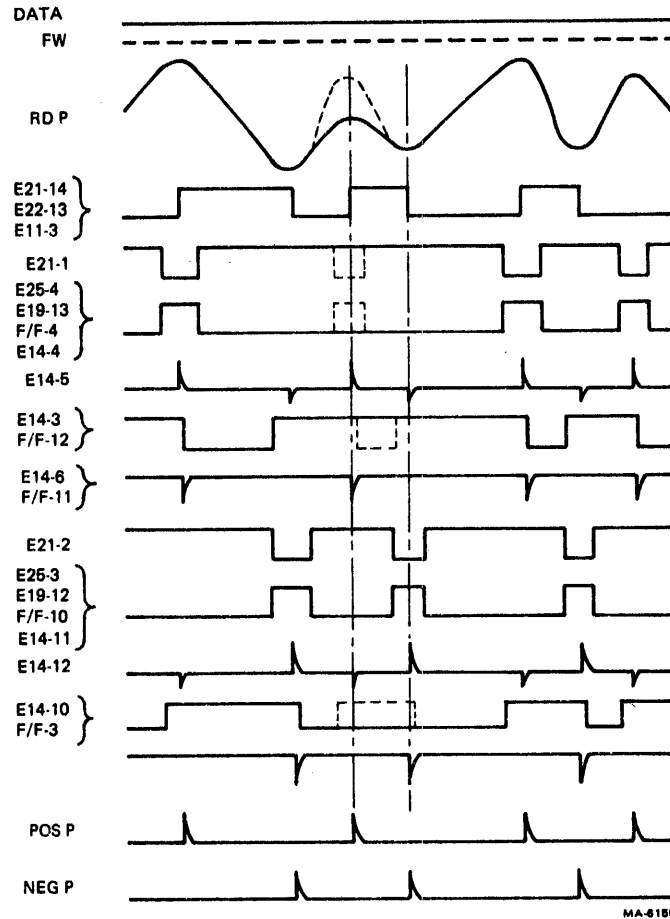 DATA
FW
RD P
E21-14
E22-13
E11-3
E21-1
E25-4
E19-13
F/F-4
E14-4
E14-5
E14-3
F/F-12
E14-6
F/F-11
E21-2
E25-3
E19-12
F/F-10
E14-11
E14-12
E14-10
F/F-3
POS P
NEG P